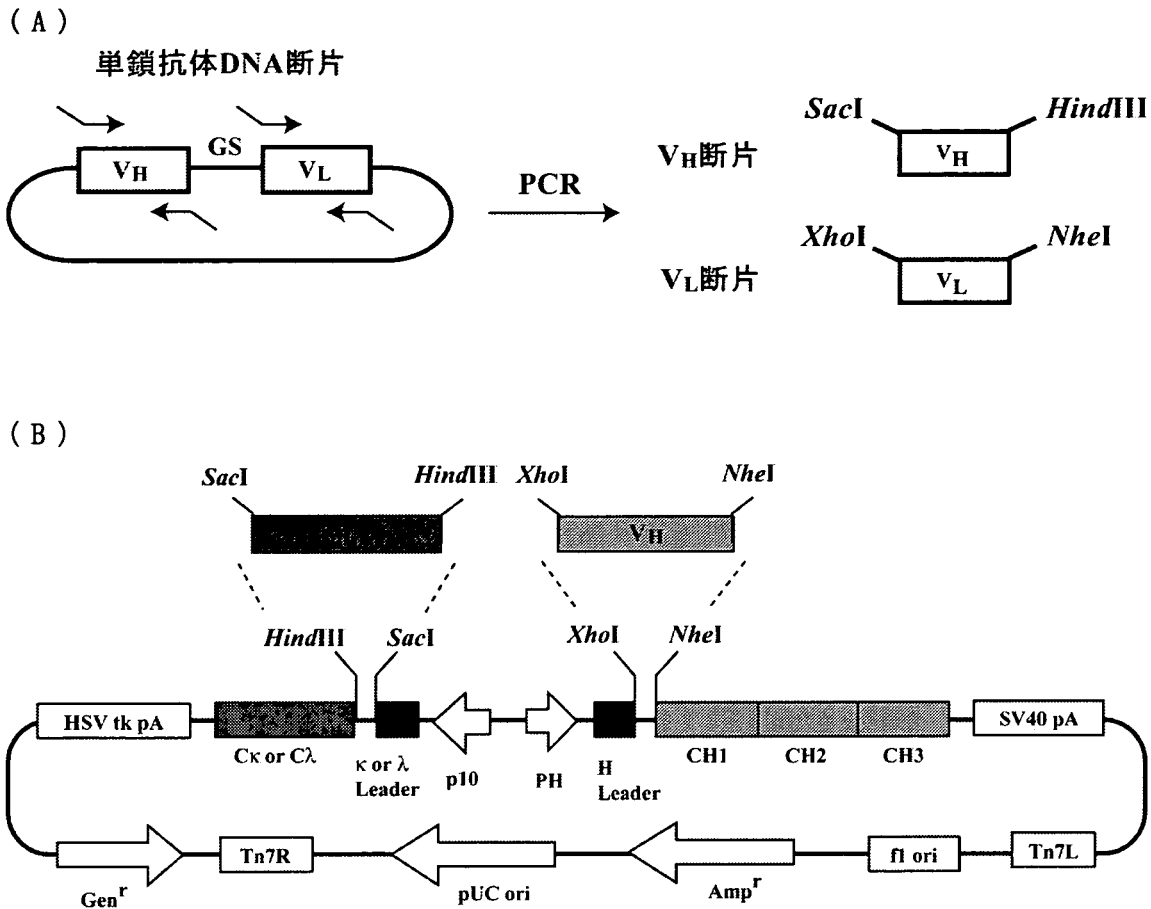 (A)
単鎖抗体DNA断片
GS
VH
VL
PCR
VH断片
SacI
HindIII
VH
VL断片
XhoI
NheI
VL
(B)
SacI
HindIII
XhoI
NheI
VH
HindIII
SacI
XhoI
NheI
HSV tk pA
SV40 pA
Cκ or Cλ
κ or λ
Leader
p10
PH
H
Leader
CH1
CH2
CH3
Genr
Tn7R
pUC ori
Ampr
f1 ori
Tn7L